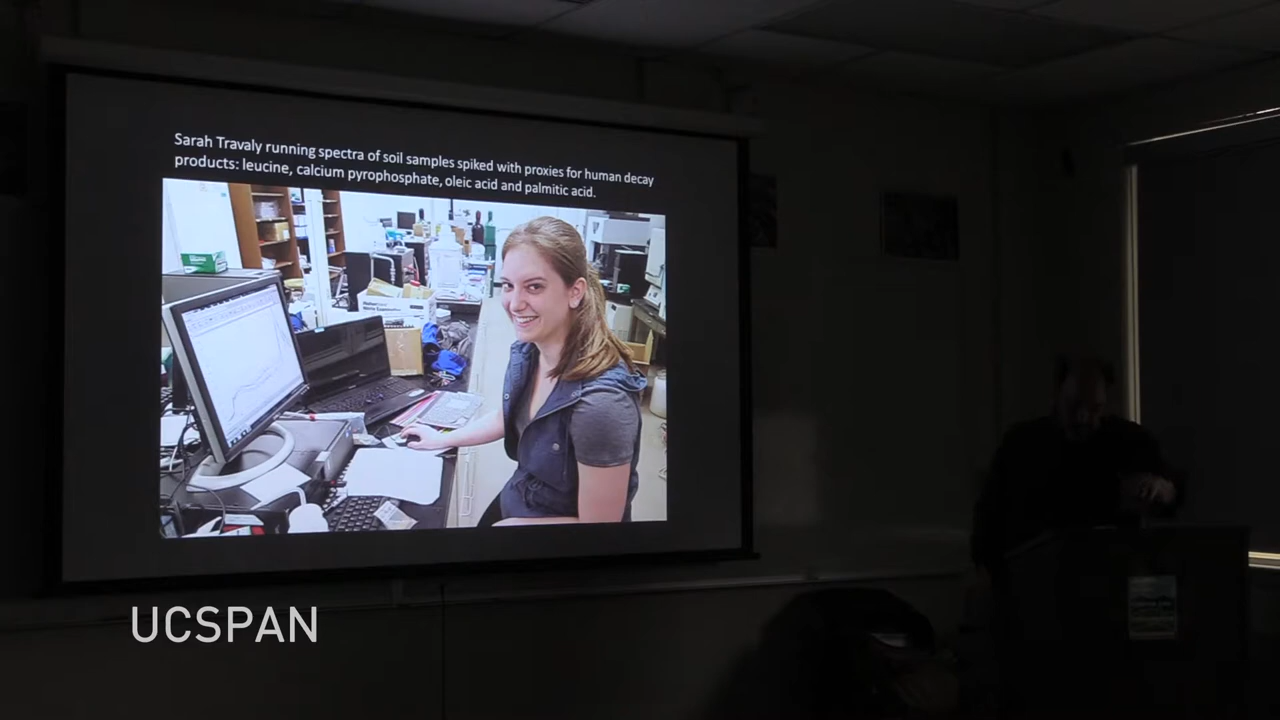 Sarah Travaly running spectra of soil samples spiked with proxies for human decay
products: leucine, calcium pyrophosphate, oleic acid and palmitic acid.
UCSPAN